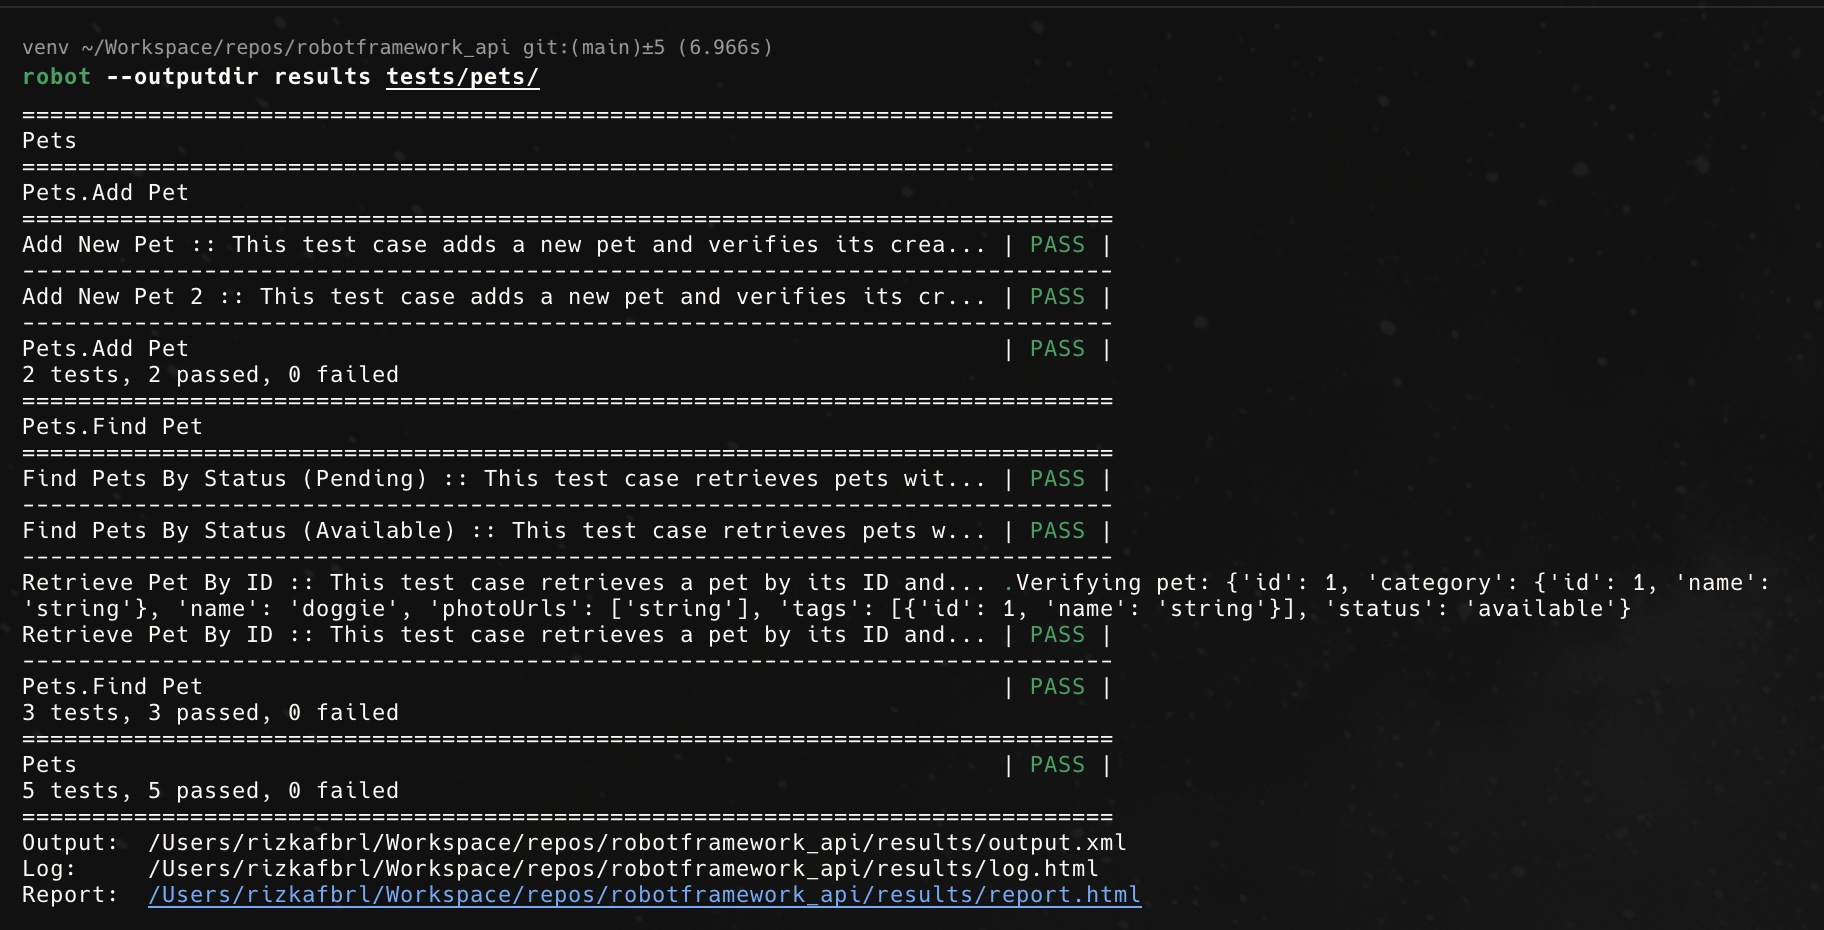 venv ~/Workspace/repos/robotframework_api git:(main)±5 (6.966s)
robot --outputdir results tests/pets/
==============================================================================
Pets
==============================================================================
Pets.Add Pet
==============================================================================
Add New Pet :: This test case adds a new pet and verifies its crea... | PASS |
------------------------------------------------------------------------------
Add New Pet 2 :: This test case adds a new pet and verifies its cr... | PASS |
------------------------------------------------------------------------------
Pets.Add Pet                                                          | PASS |
2 tests, 2 passed, 0 failed
==============================================================================
Pets.Find Pet
==============================================================================
Find Pets By Status (Pending) :: This test case retrieves pets wit... | PASS |
------------------------------------------------------------------------------
Find Pets By Status (Available) :: This test case retrieves pets w... | PASS |
------------------------------------------------------------------------------
Retrieve Pet By ID :: This test case retrieves a pet by its ID and... .Verifying pet: {'id': 1, 'category': {'id': 1, 'name':
'string'}, 'name': 'doggie', 'photoUrls': ['string'], 'tags': [{'id': 1, 'name': 'string'}], 'status': 'available'}
Retrieve Pet By ID :: This test case retrieves a pet by its ID and... | PASS |
------------------------------------------------------------------------------
Pets.Find Pet                                                         | PASS |
3 tests, 3 passed, 0 failed
==============================================================================
Pets                                                                  | PASS |
5 tests, 5 passed, 0 failed
==============================================================================
Output:  /Users/rizkafbrl/Workspace/repos/robotframework_api/results/output.xml
Log:     /Users/rizkafbrl/Workspace/repos/robotframework_api/results/log.html
Report:  /Users/rizkafbrl/Workspace/repos/robotframework_api/results/report.html